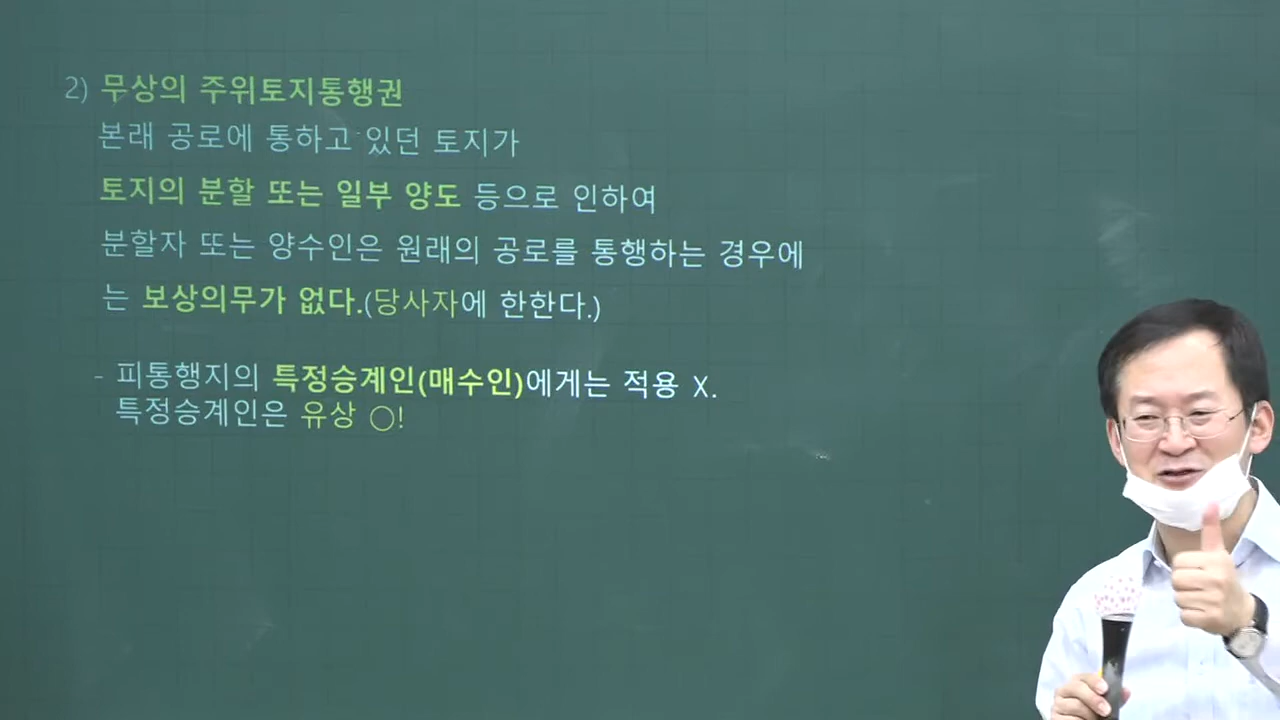 2) 무상의 주위토지통행권
본래 공로에 통하고 있던 토지가
토지의 분할 또는 일부 양도 등으로 인하여
분할자 또는 양수인은 원래의 공로를 통행하는 경우에
는 보상의무가 없다.(당사자에 한한다.)
- 피통행지의 특정승계인(매수인)에게는 적용 X.
특정승계인은 유상 ○!